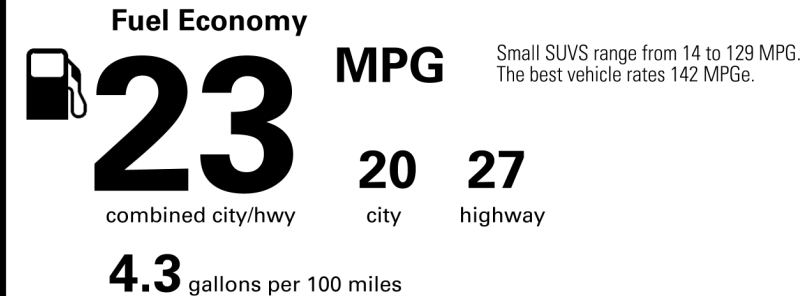 Fuel Economy
23 MPG
Small SUVS range from 14 to 129 MPG.
The best vehicle rates 142 MPGe.
combined city/hwy
20 city
27 highway
4.3 gallons per 100 miles